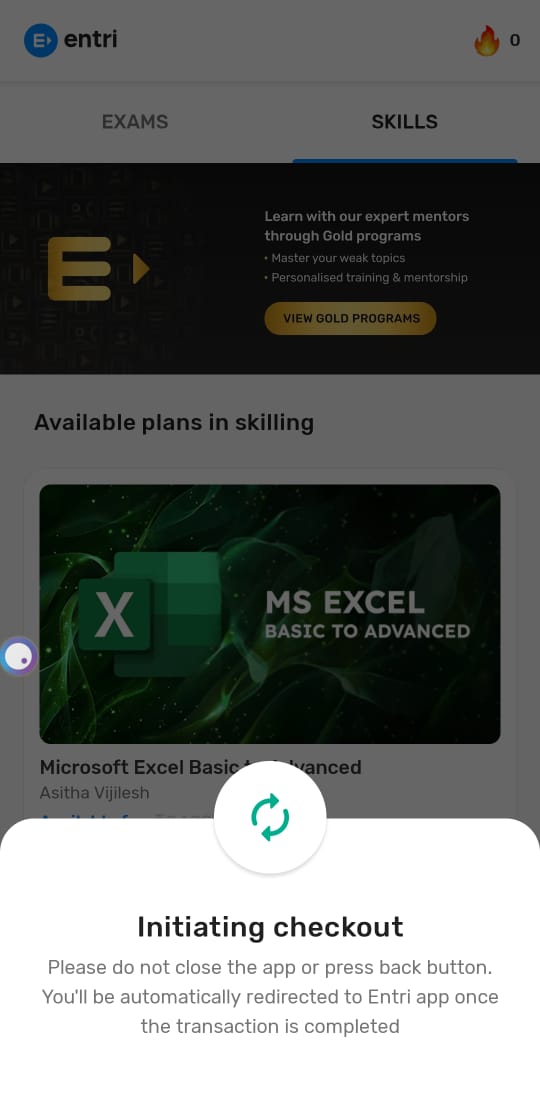 entri
0
EXAMS
SKILLS
Learn with our expert mentors
through Gold programs
• Master your weak topics
• Personalised training & mentorship
VIEW GOLD PROGRAMS
Available plans in skilling
X
MS EXCEL
BASIC TO ADVANCED
Microsoft Excel Basic to Advanced
Asitha Vijilesh
Initiating checkout
Please do not close the app or press back button.
You'll be automatically redirected to Entri app once
the transaction is completed